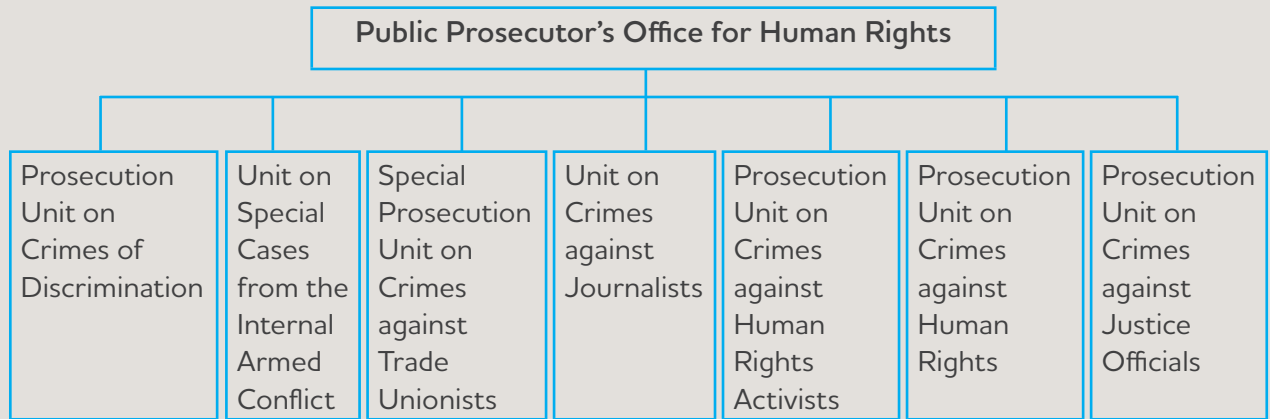 Public Prosecutor’s Office for Human Rights
Prosecution
Unit on
Crimes of
Discrimination
Unit on
Special
Cases
from the
Internal
Armed
Conflict
Special
Prosecution
Unit on
Crimes
against
Trade
Unionists
Unit on
Crimes
against
Journalists
Prosecution
Unit on
Crimes
against
Human
Rights
Activists
Prosecution
Unit on
Crimes
against
Human
Rights
Prosecution
Unit on
Crimes
against
Justice
Officials